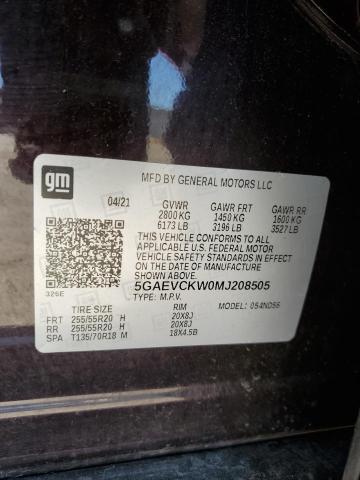 gm
MFD BY GENERAL MOTORS LLC
04/21 GVWR GAWR FRT GAWR RR
2800 KG 1450 KG 1600 KG
6173 LB 3196 LB 3527 LB
THIS VEHICLE CONFORMS TO ALL
APPLICABLE U.S. FEDERAL MOTOR
VEHICLE SAFETY STANDARDS IN
EFFECT ON THE DATE OF MANUFACTURE
SHOWN ABOVE.
326E
5GAEVCKW0MJ208505
TYPE: M.P.V. MODEL: 054ND56
TIRE SIZE RIM
FRT 255/55R20 H 20X8J
RR 255/55R20 H 20X8J
SPA T135/70R18 M 18X4.5B